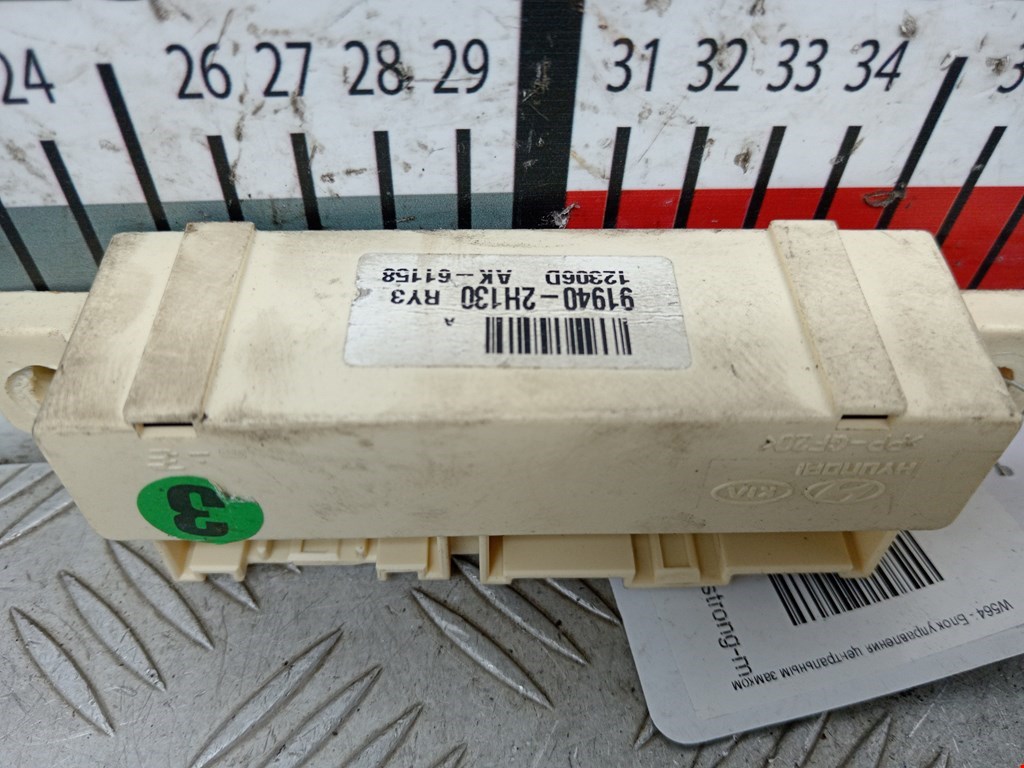 24 26 27 28 29 31 32 33 34 3
91940-2H130 RY3
12306D AK-61158
A
HYUNDAI
KIA
3
strong-m
W564 - Блок управления центральным замком